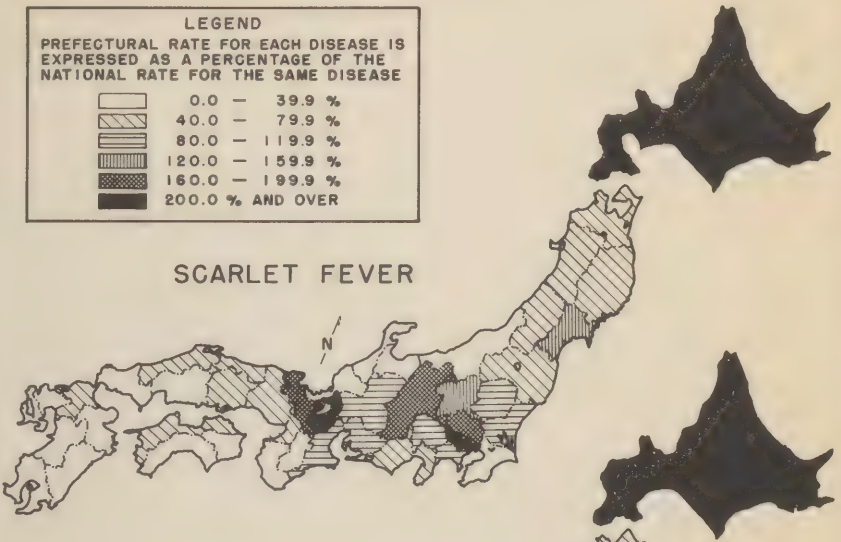 LEGEND
PREFECTURAL RATE FOR EACH DISEASE IS
EXPRESSED AS A PERCENTAGE OF THE
NATIONAL RATE FOR THE SAME DISEASE
0.0 – 39.9 %
40.0 – 79.9 %
80.0 – 119.9 %
120.0 – 159.9 %
160.0 – 199.9 %
200.0 % AND OVER
SCARLET FEVER
N